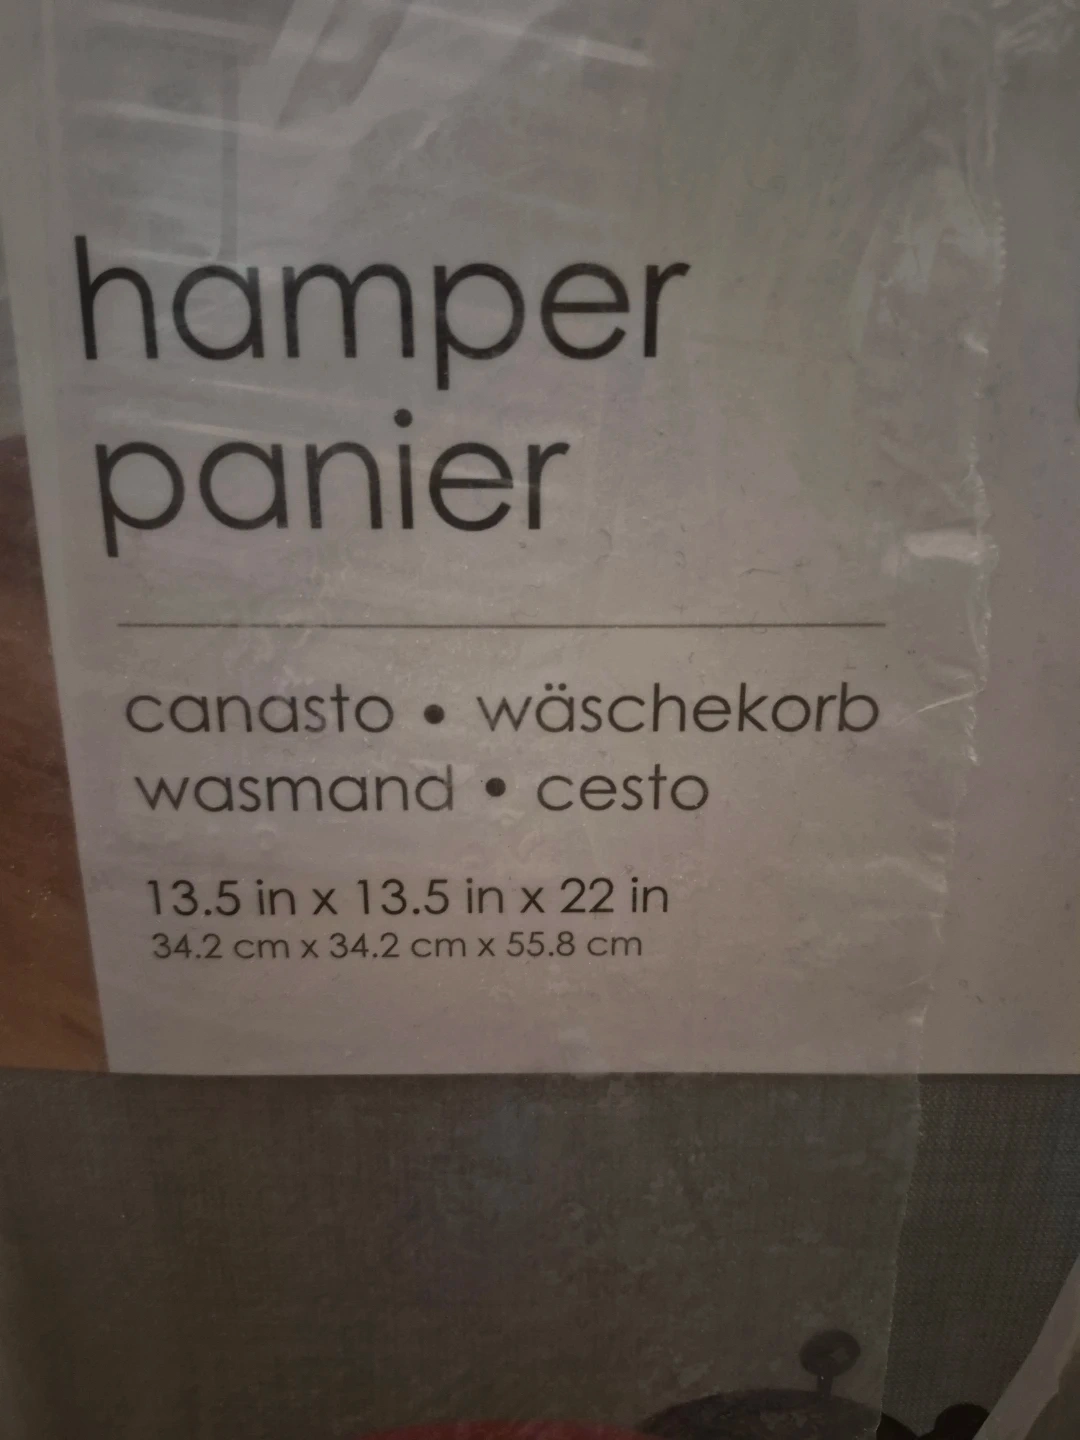 hamper
panier
canasto • wäschekorb
wasmand • cesto
13.5 in x 13.5 in x 22 in
34.2 cm x 34.2 cm x 55.8 cm